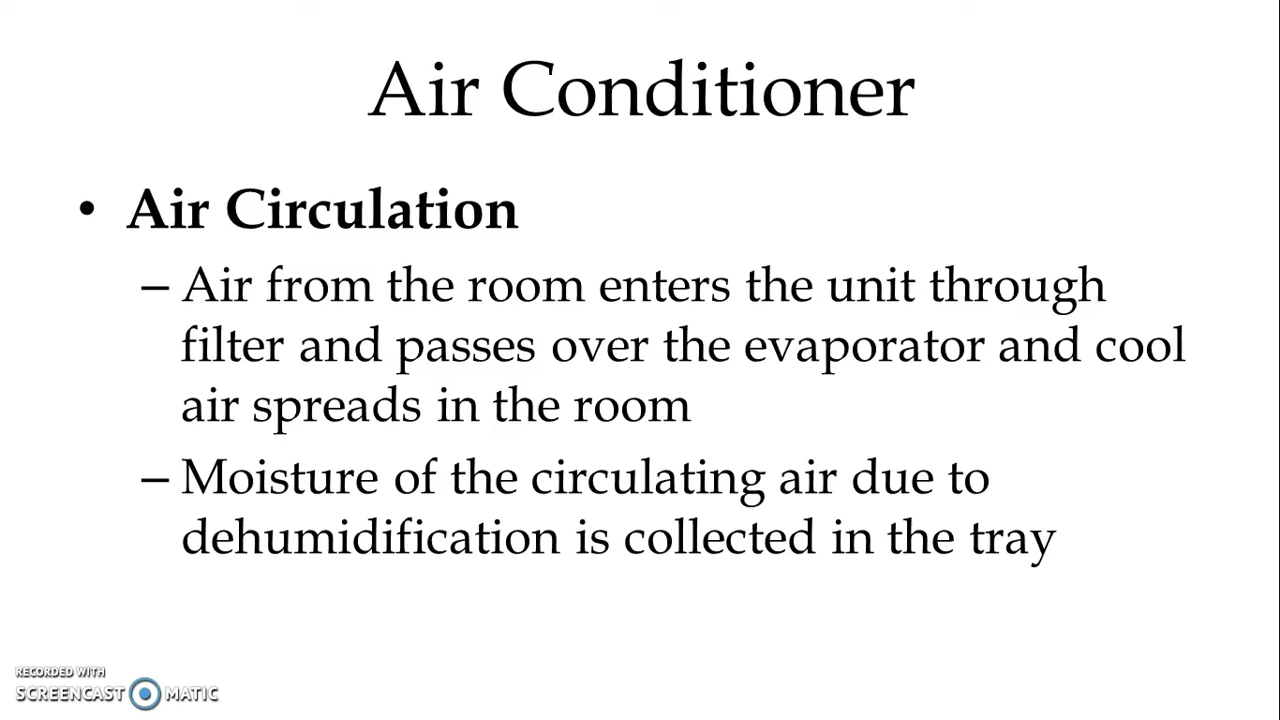 Air Conditioner
• Air Circulation
– Air from the room enters the unit through
filter and passes over the evaporator and cool
air spreads in the room
– Moisture of the circulating air due to
dehumidification is collected in the tray
RECORDED WITH
SCREENCAST MATIC